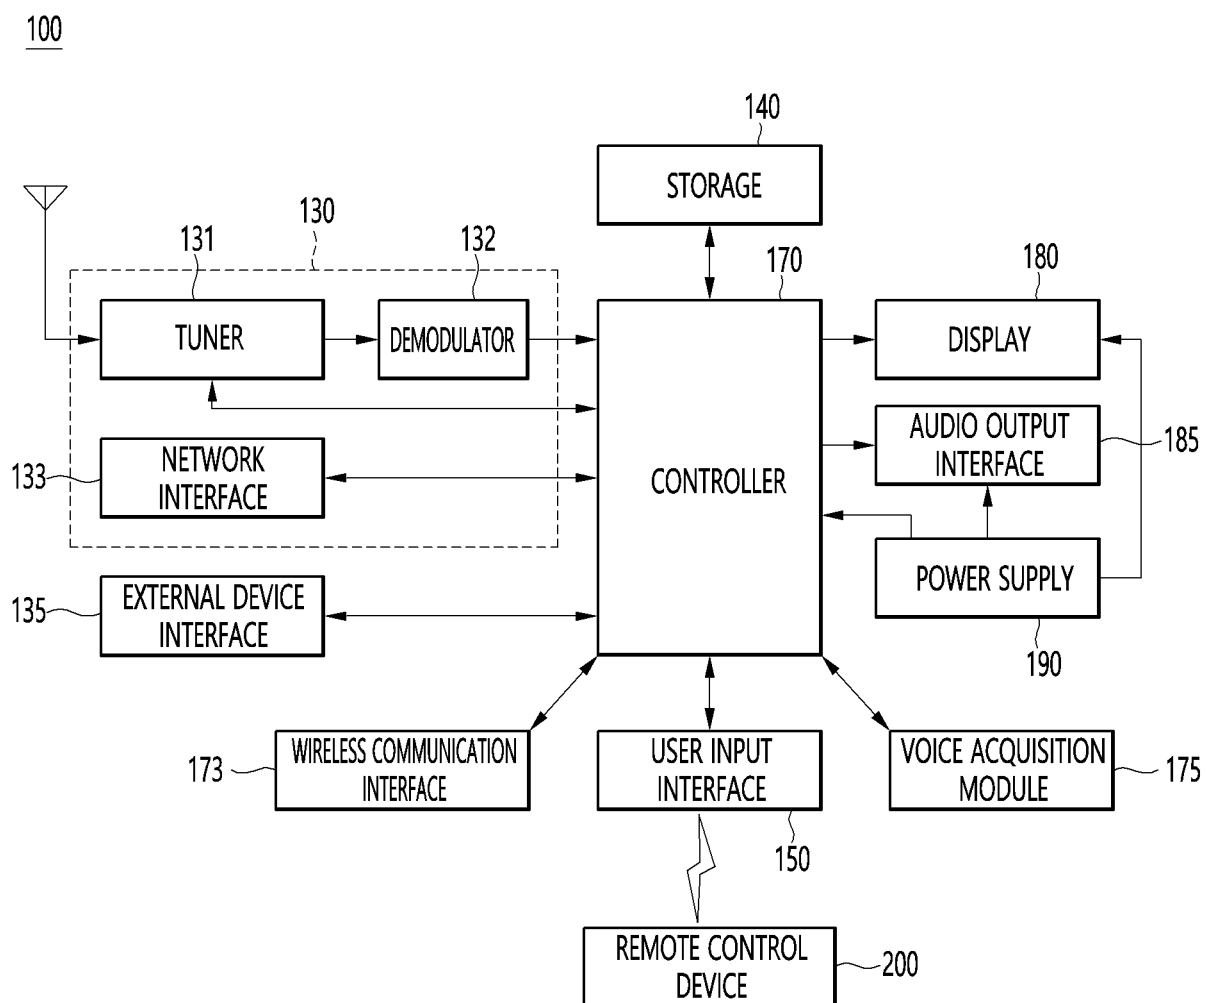 100
140
STORAGE
130
131
132
170
180
TUNER
DEMODULATOR
DISPLAY
AUDIO OUTPUT
INTERFACE
185
NETWORK
INTERFACE
133
CONTROLLER
POWER SUPPLY
190
EXTERNAL DEVICE
INTERFACE
135
WIRELESS COMMUNICATION
INTERFACE
173
USER INPUT
INTERFACE
150
VOICE ACQUISITION
MODULE
175
REMOTE CONTROL
DEVICE
200